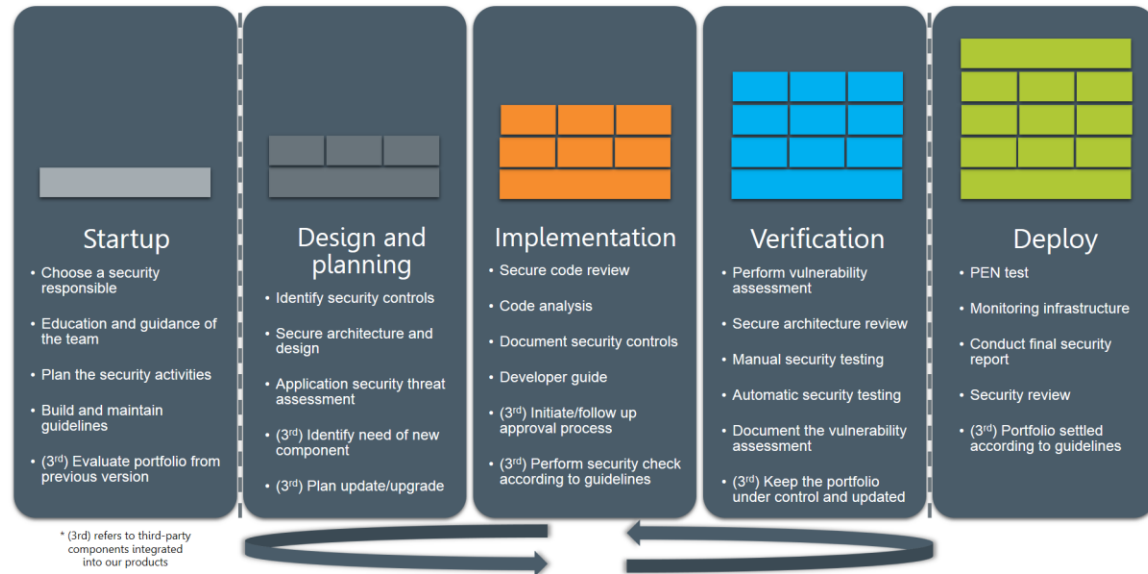 Startup
• Choose a security
responsible
• Education and guidance of
the team
• Plan the security activities
• Build and maintain
guidelines
• (3rd) Evaluate portfolio from
previous version
Design and
planning
• Identify security controls
• Secure architecture and
design
• Application security threat
assessment
• (3rd) Identify need of new
component
• (3rd) Plan update/upgrade
Implementation
• Secure code review
• Code analysis
• Document security controls
• Developer guide
• (3rd) Initiate/follow up
approval process
• (3rd) Perform security check
according to guidelines
Verification
• Perform vulnerability
assessment
• Secure architecture review
• Manual security testing
• Automatic security testing
• Document the vulnerability
assessment
• (3rd) Keep the portfolio
under control and updated
Deploy
• PEN test
• Monitoring infrastructure
• Conduct final security
report
• Security review
• (3rd) Portfolio settled
according to guidelines
* (3rd) refers to third-party
components integrated
into our products